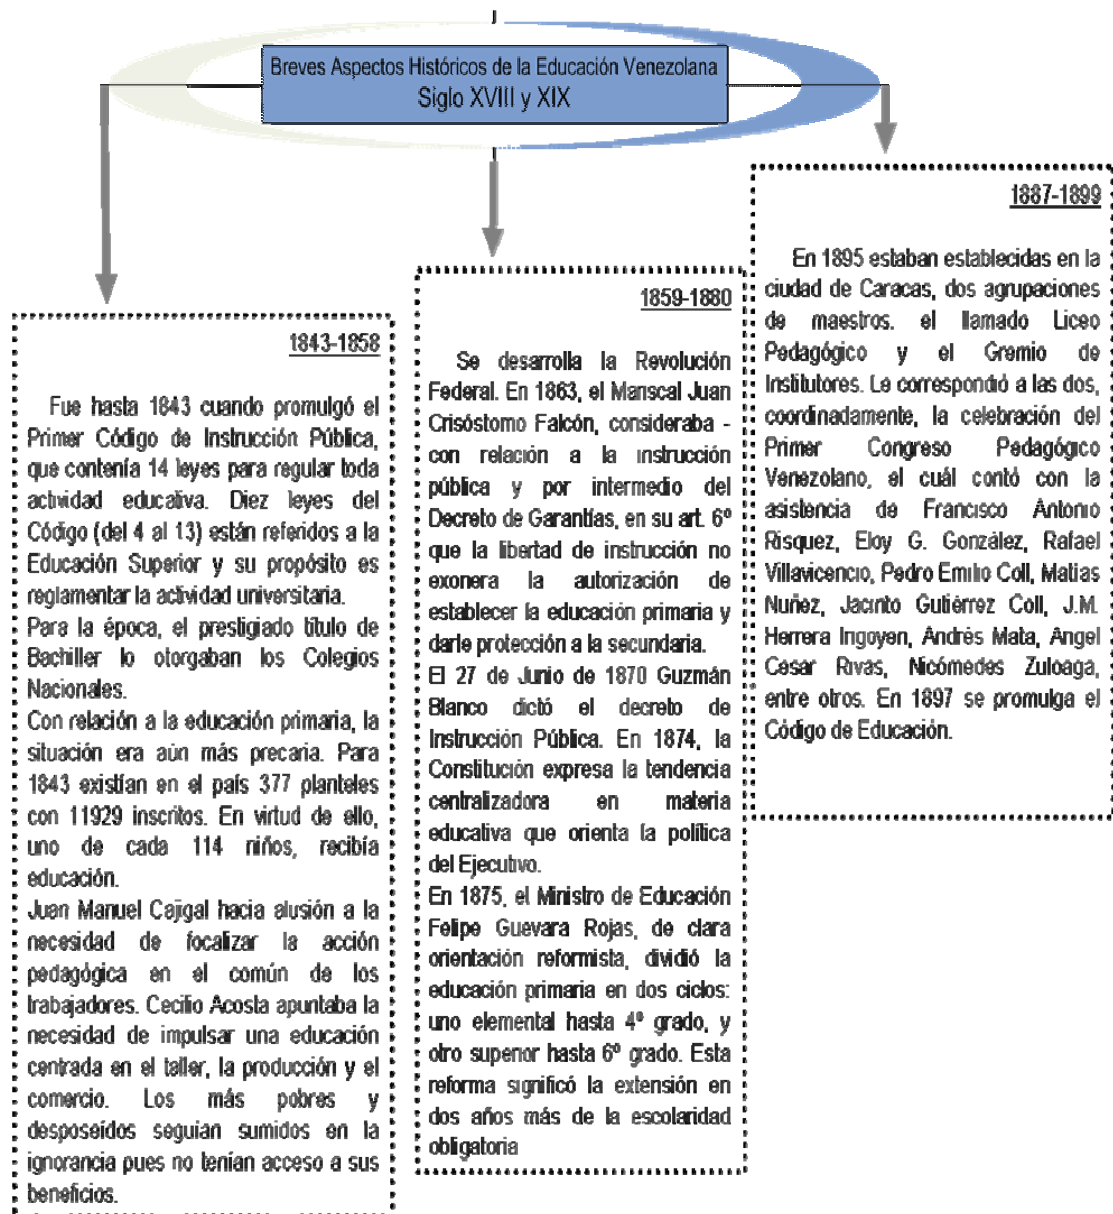 Breves Aspectos Históricos de la Educación Venezolana
Siglo XVIII y XIX
1843-1858
Fue hasta 1843 cuando promulgó el
Primer Código de Instrucción Pública,
que contenía 14 leyes para regular toda
actividad educativa. Diez leyes del
Código (del 4 al 13) están referidos a la
Educación Superior y su propósito es
reglamentar la actividad universitaria.
Para la época, el prestigiado título de
Bachiller lo otorgaban los Colegios
Nacionales.
Con relación a la educación primaria, la
situación era aún más precaria. Para
1843 existían en el país 377 planteles
con 11929 inscritos. En virtud de ello,
uno de cada 114 niños, recibía
educación.
Juan Manuel Cajigal hacia alusión a la
necesidad de focalizar la acción
pedagógica en el común de los
trabajadores. Cecilio Acosta apuntaba la
necesidad de impulsar una educación
centrada en el taller, la producción y el
comercio. Los más pobres y
desposeídos seguian sumidos en la
ignorancia pues no tenían acceso a sus
beneficios.
1859-1880
Se desarrolla la Revolución
Federal. En 1863, el Mariscal Juan
Crisóstomo Falcón, consideraba -
con relación a la instrucción
pública y por intermedio del
Decreto de Garantías, en su art. 6º
que la libertad de instrucción no
exonera la autorización de
establecer la educación primaria y
darle protección a la secundaria.
El 27 de Junio de 1870 Guzmán
Blanco dictó el decreto de
Instrucción Pública. En 1874, la
Constitución expresa la tendencia
centralizadora en materia
educativa que orienta la política
del Ejecutivo.
En 1875, el Ministro de Educación
Felipe Guevara Rojas, de clara
orientación reformista, dividió la
educación primaria en dos ciclos:
uno elemental hasta 4º grado, y
otro superior hasta 6º grado. Esta
reforma significó la extensión en
dos años más de la escolaridad
obligatoria
1887-1899
En 1895 estaban establecidas en la
ciudad de Caracas, dos agrupaciones
de maestros. el llamado Liceo
Pedagógico y el Gremio de
Institutores. Le correspondió a las dos,
coordinadamente, la celebración del
Primer Congreso Pedagógico
Venezolano, el cuál contó con la
asistencia de Francisco Antonio
Risquez, Eloy G. González, Rafael
Villavicencio, Pedro Emilio Coll, Matias
Nuñez, Jacinto Gutiérrez Coll, J.M.
Herrera Irigoyen, Andrés Mata, Angel
Cesar Rivas, Nicómedes Zuloaga,
entre otros. En 1897 se promulga el
Código de Educación.